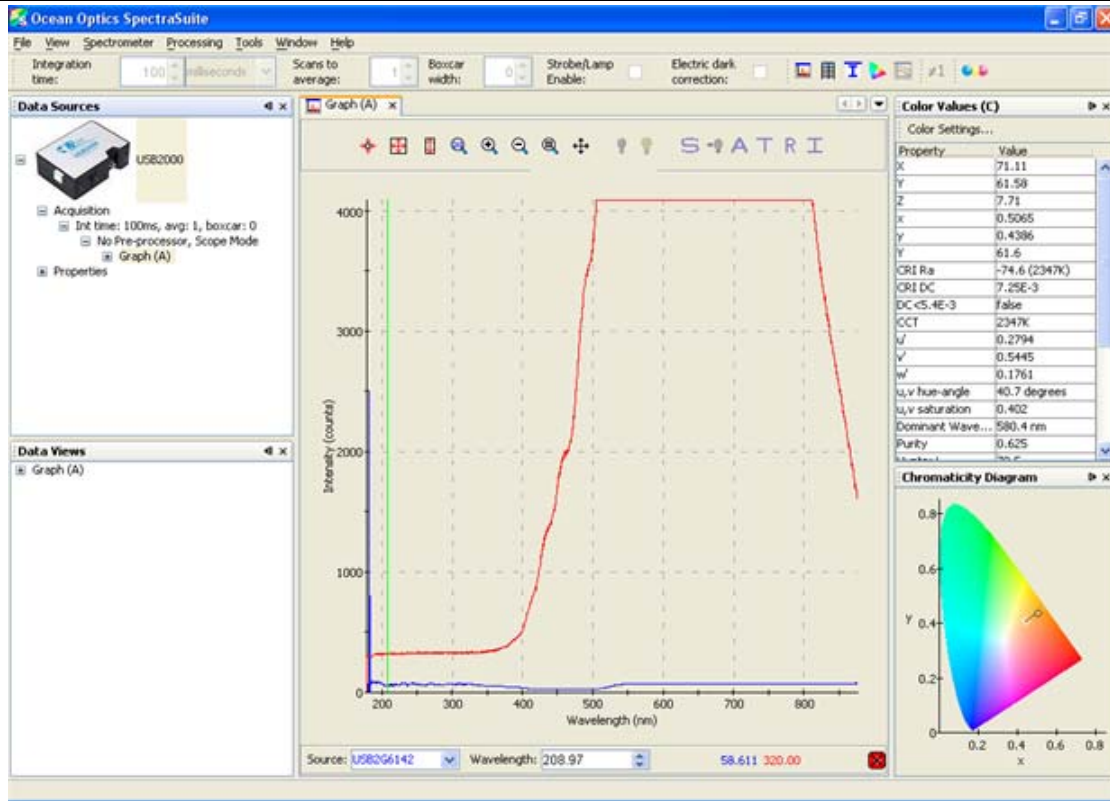 Ocean Optics SpectraSuite
File View Spectrometer Processing Tools Window Help
Integration time: 100 milliseconds Scans to average: 1 Boxcar width: 0 Strobe/Lamp Enable: Electric dark correction: ≠1
Data Sources
USB2000
Acquisition
Int time: 100ms, avg: 1, boxcar: 0
No Pre-processor, Scope Mode
Graph (A)
Properties
Data Views
Graph (A)
Graph (A)
S A T R I
4000
3000
2000
1000
0
Intensity (counts)
200 300 400 500 600 700 800
Wavelength (nm)
Source: USB2G6142 Wavelength: 208.97 58.611 320.00
Color Values (C)
Color Settings...
Property Value
X 71.11
Y 61.58
Z 7.71
x 0.5065
y 0.4386
Y 61.6
CRI Ra -74.6 (2347K)
CRI DC 7.25E-3
DC<5.4E-3 false
CCT 2347K
u' 0.2794
v' 0.5445
w' 0.1761
u,v hue-angle 40.7 degrees
u,v saturation 0.402
Dominant Wave... 580.4 nm
Purity 0.625
Chromaticity Diagram
0.8
0.6
Y 0.4
0.2
0
0.2 0.4 0.6 0.8
x